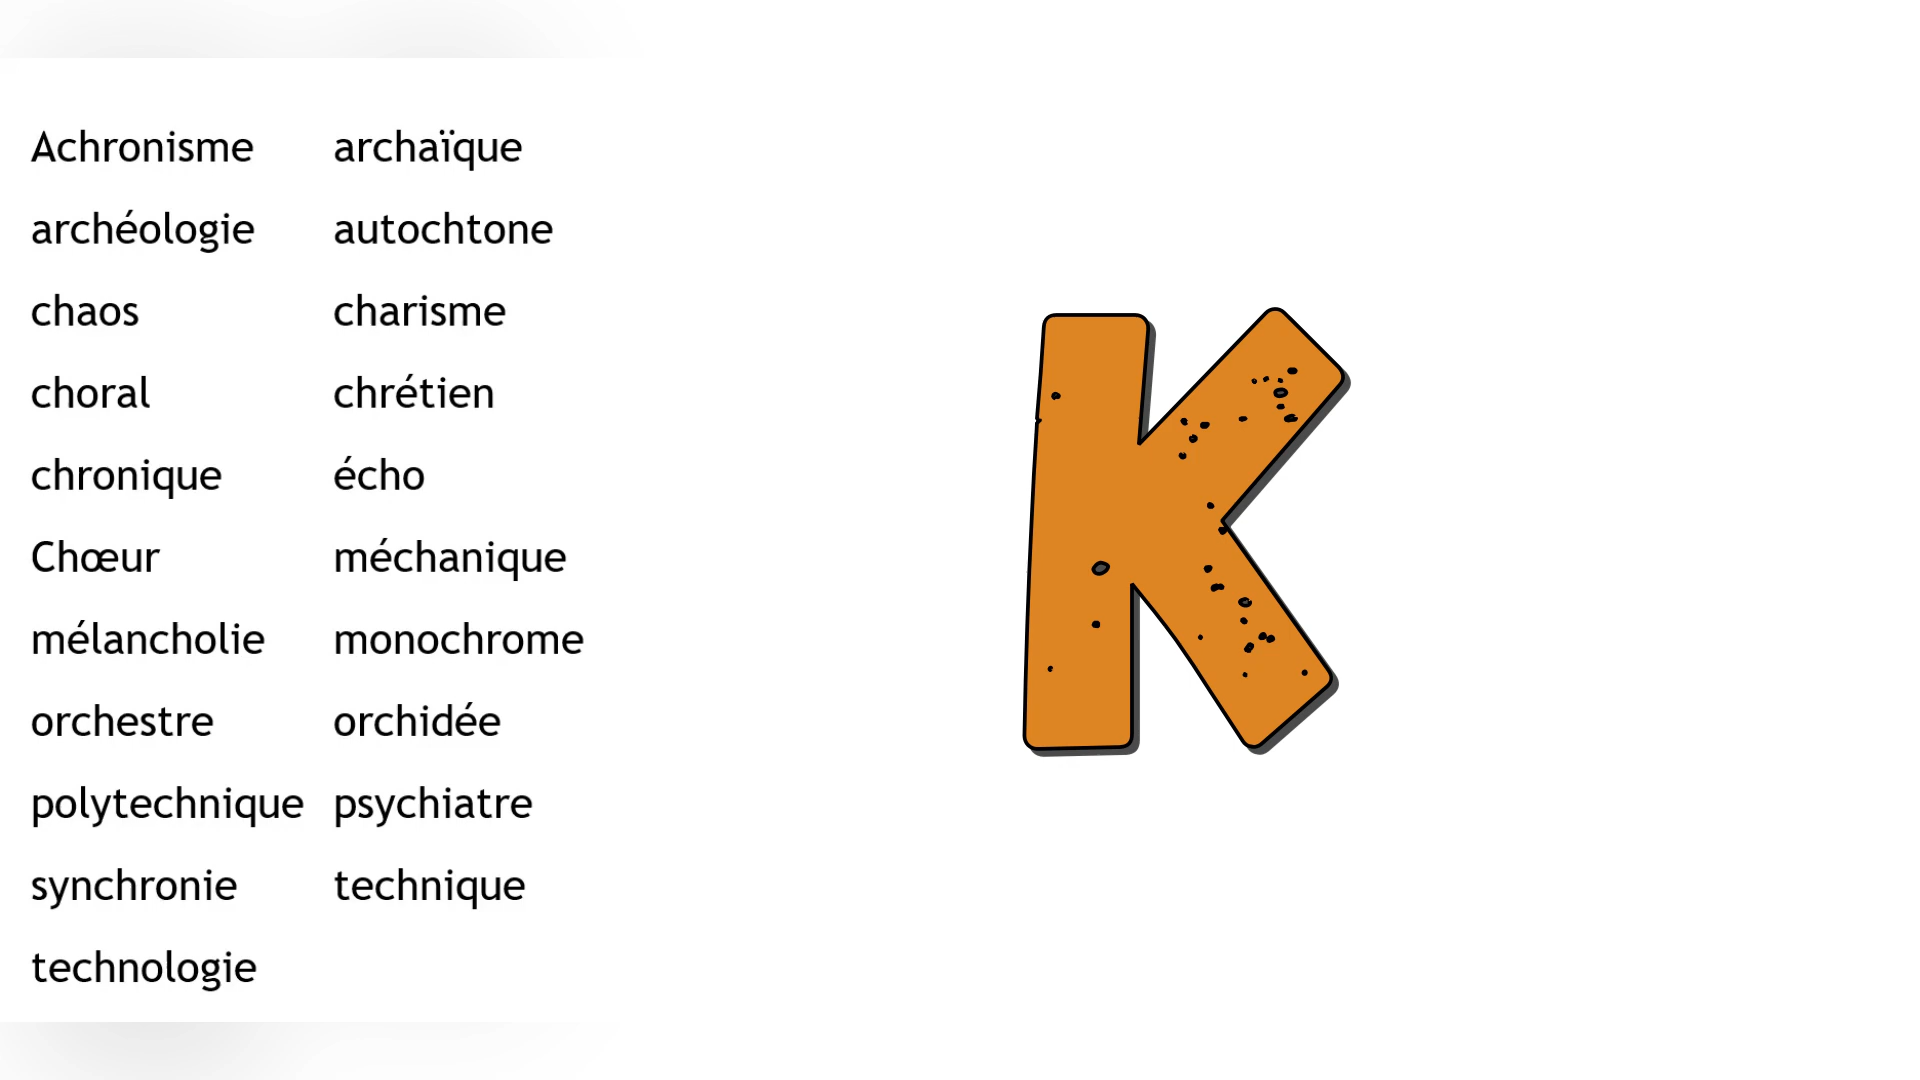 Achronisme archaïque
archéologie autochtone
chaos charisme
choral chrétien
chronique écho
Chœur méchanique
mélancholie monochrome
orchestre orchidée
polytechnique psychiatre
synchronie technique
technologie
K